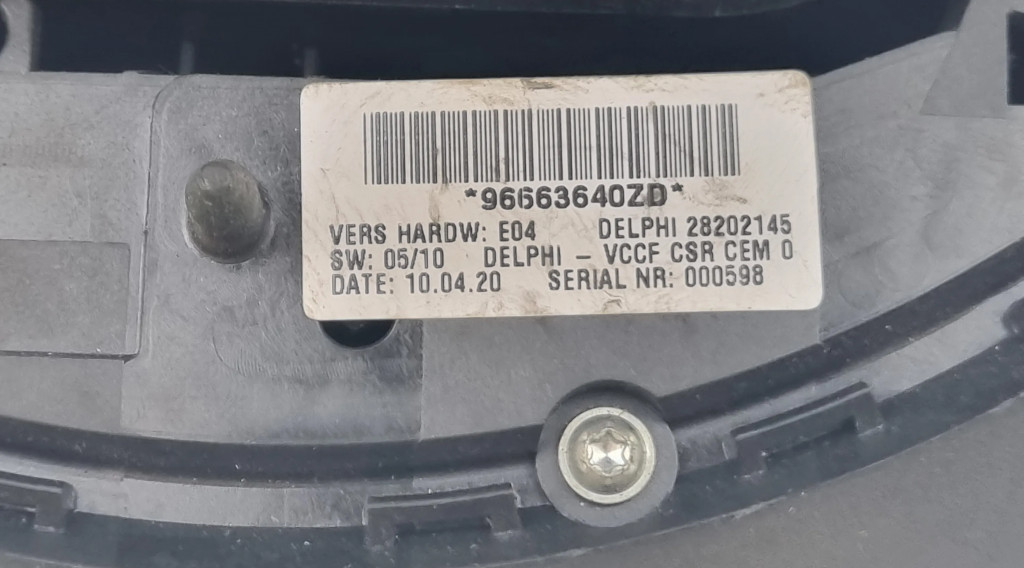 *96663640ZD*
VERS HARDW: E04 DELPHI 28202145
SW: 05/10 DELPHI - VCCF CSR CEM 0
DATE: 10.04.20 SERIAL NR: 000598